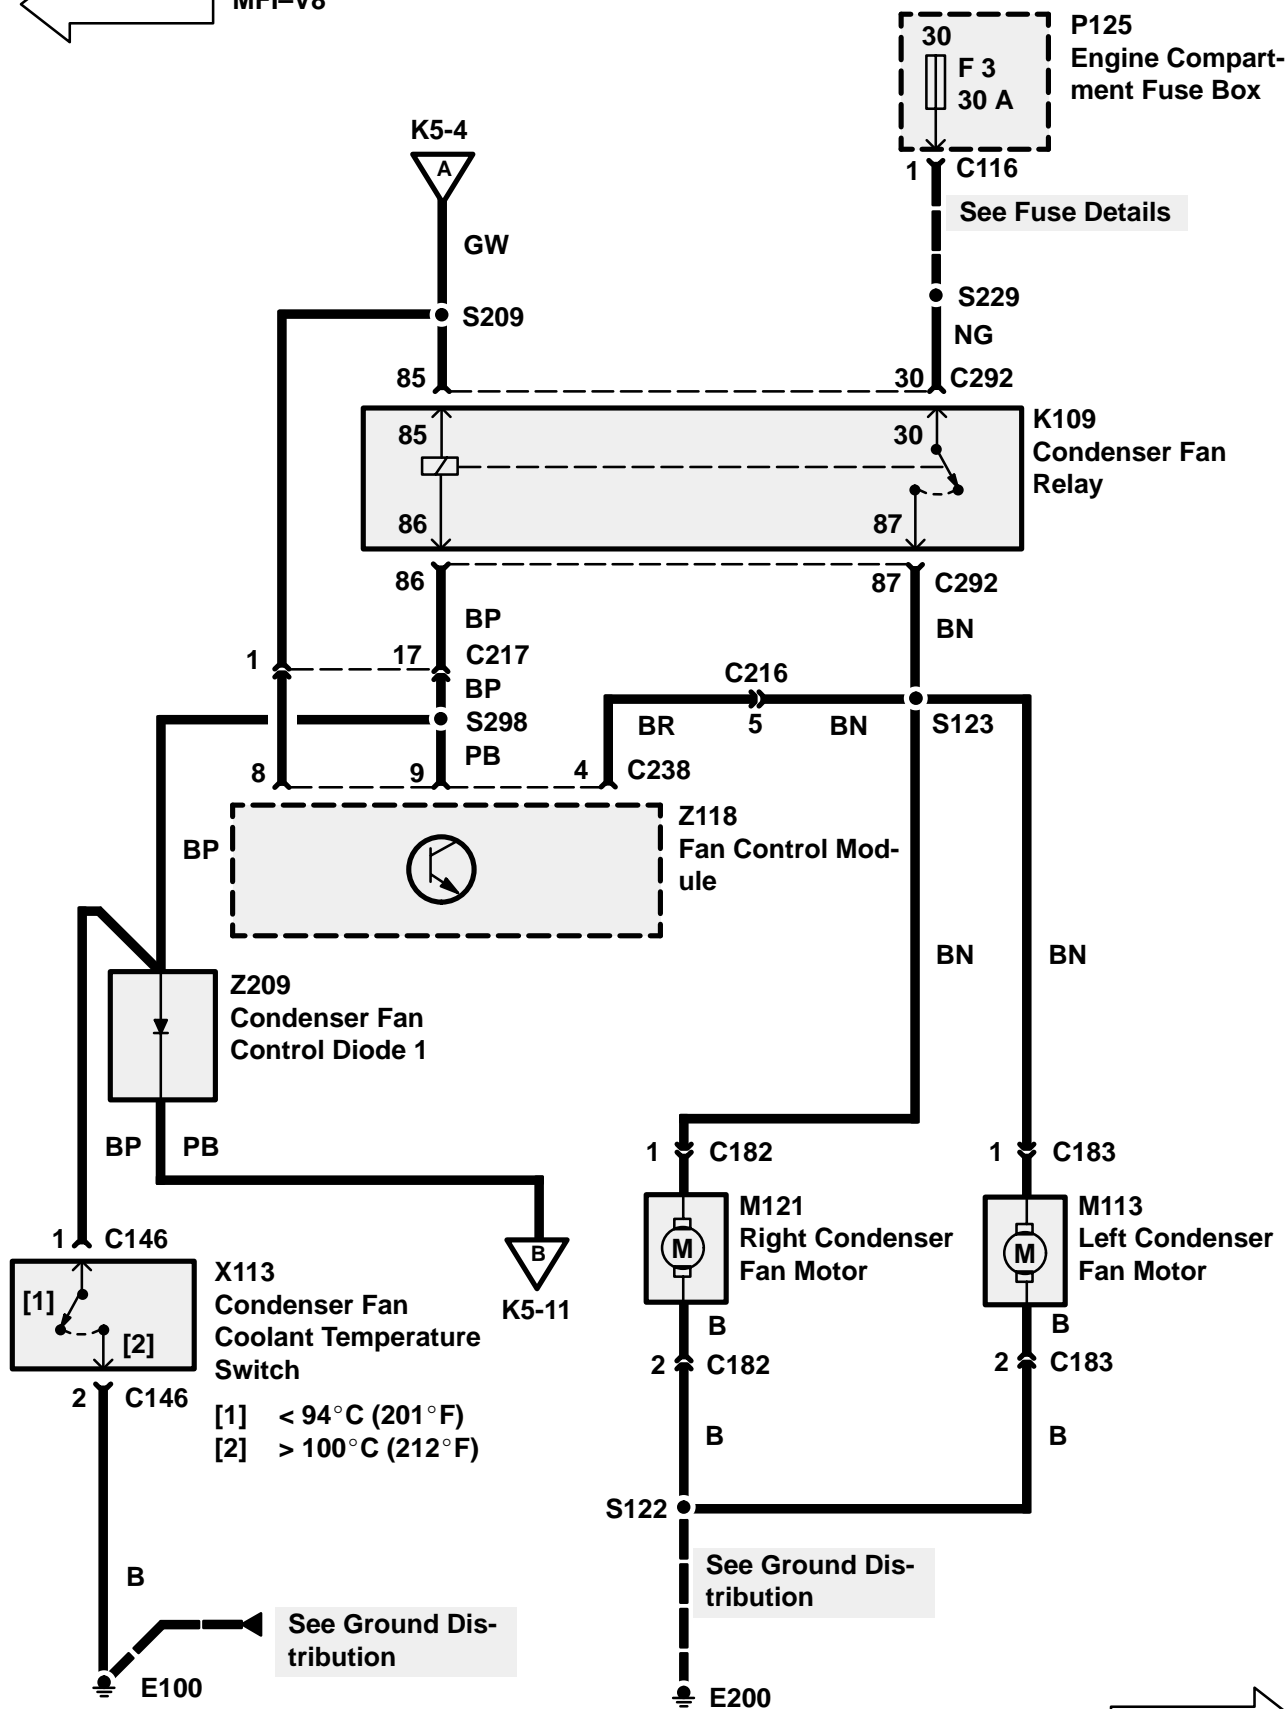 MFI–V8
30
F 3
30 A
P125
Engine Compart-
ment Fuse Box
K5-4
A
1 C116
See Fuse Details
GW
S229
S209
NG
85
30 C292
85
30
K109
Condenser Fan
Relay
86
87
86
87 C292
BP
BN
1
17 C217
C216
BP
S298
BR
5
BN
S123
PB
8
9
4 C238
Z118
Fan Control Mod-
ule
BP
BN
BN
Z209
Condenser Fan
Control Diode 1
BP
PB
1 C182
1 C183
M121
Right Condenser
Fan Motor
M
M113
Left Condenser
Fan Motor
M
1 C146
B
K5-11
[1]
[2]
X113
Condenser Fan
Coolant Temperature
Switch
B
B
2 C182
2 C183
2 C146
[1] < 94°C (201°F)
[2] > 100°C (212°F)
B
B
S122
See Ground Dis-
tribution
B
See Ground Dis-
tribution
E100
E200